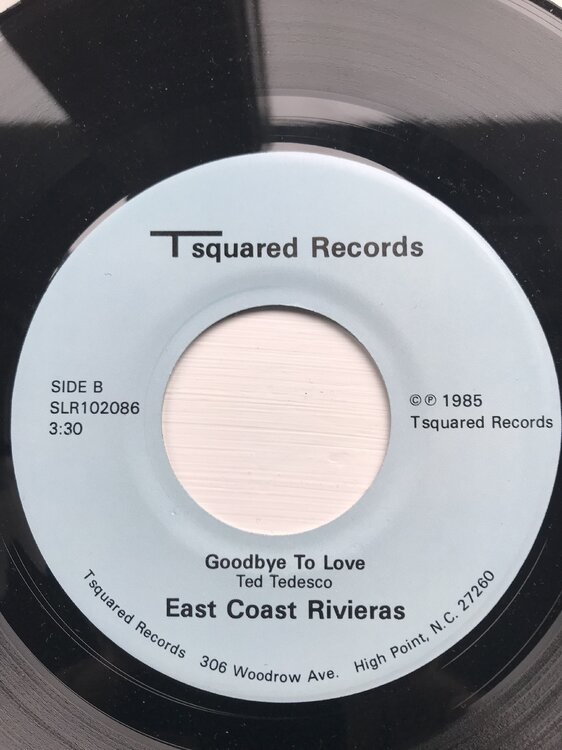 Tsquared Records
SIDE B
SLR102086
3:30
©℗ 1985
Tsquared Records
Goodbye To Love
Ted Tedesco
East Coast Rivieras
Tsquared Records 306 Woodrow Ave. High Point, N.C. 27260